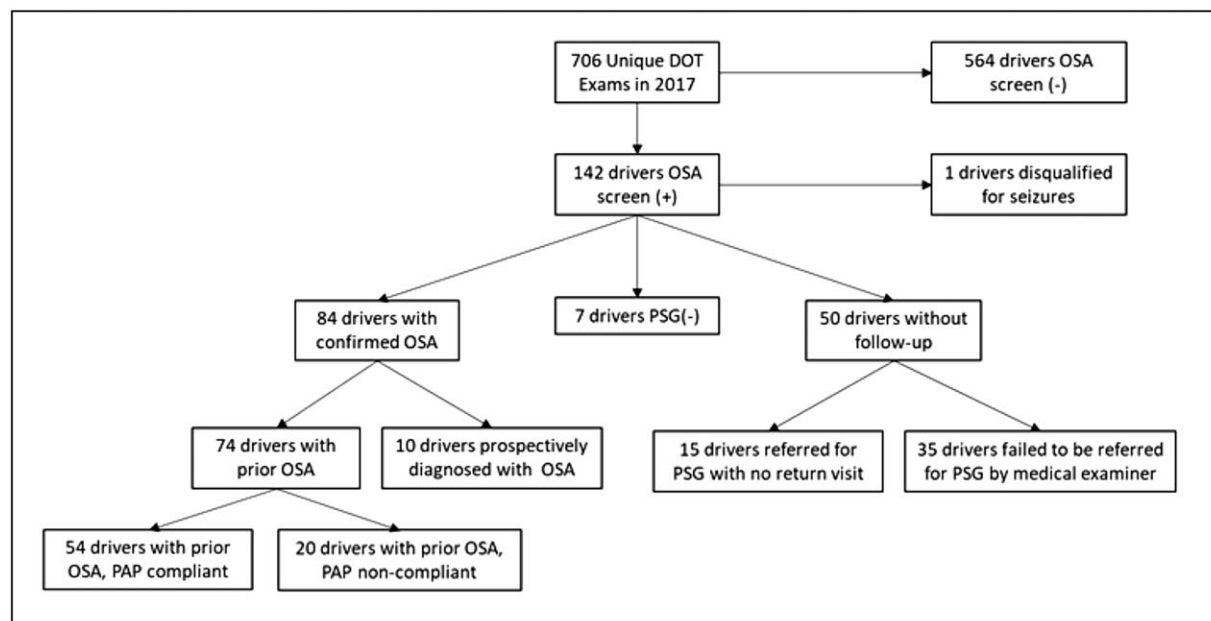 706 Unique DOT
Exams in 2017
564 drivers OSA
screen (-)
142 drivers OSA
screen (+)
1 drivers disqualified
for seizures
84 drivers with
confirmed OSA
7 drivers PSG(-)
50 drivers without
follow-up
74 drivers with
prior OSA
10 drivers prospectively
diagnosed with OSA
15 drivers referred for
PSG with no return visit
35 drivers failed to be referred
for PSG by medical examiner
54 drivers with prior
OSA, PAP compliant
20 drivers with prior OSA,
PAP non-compliant